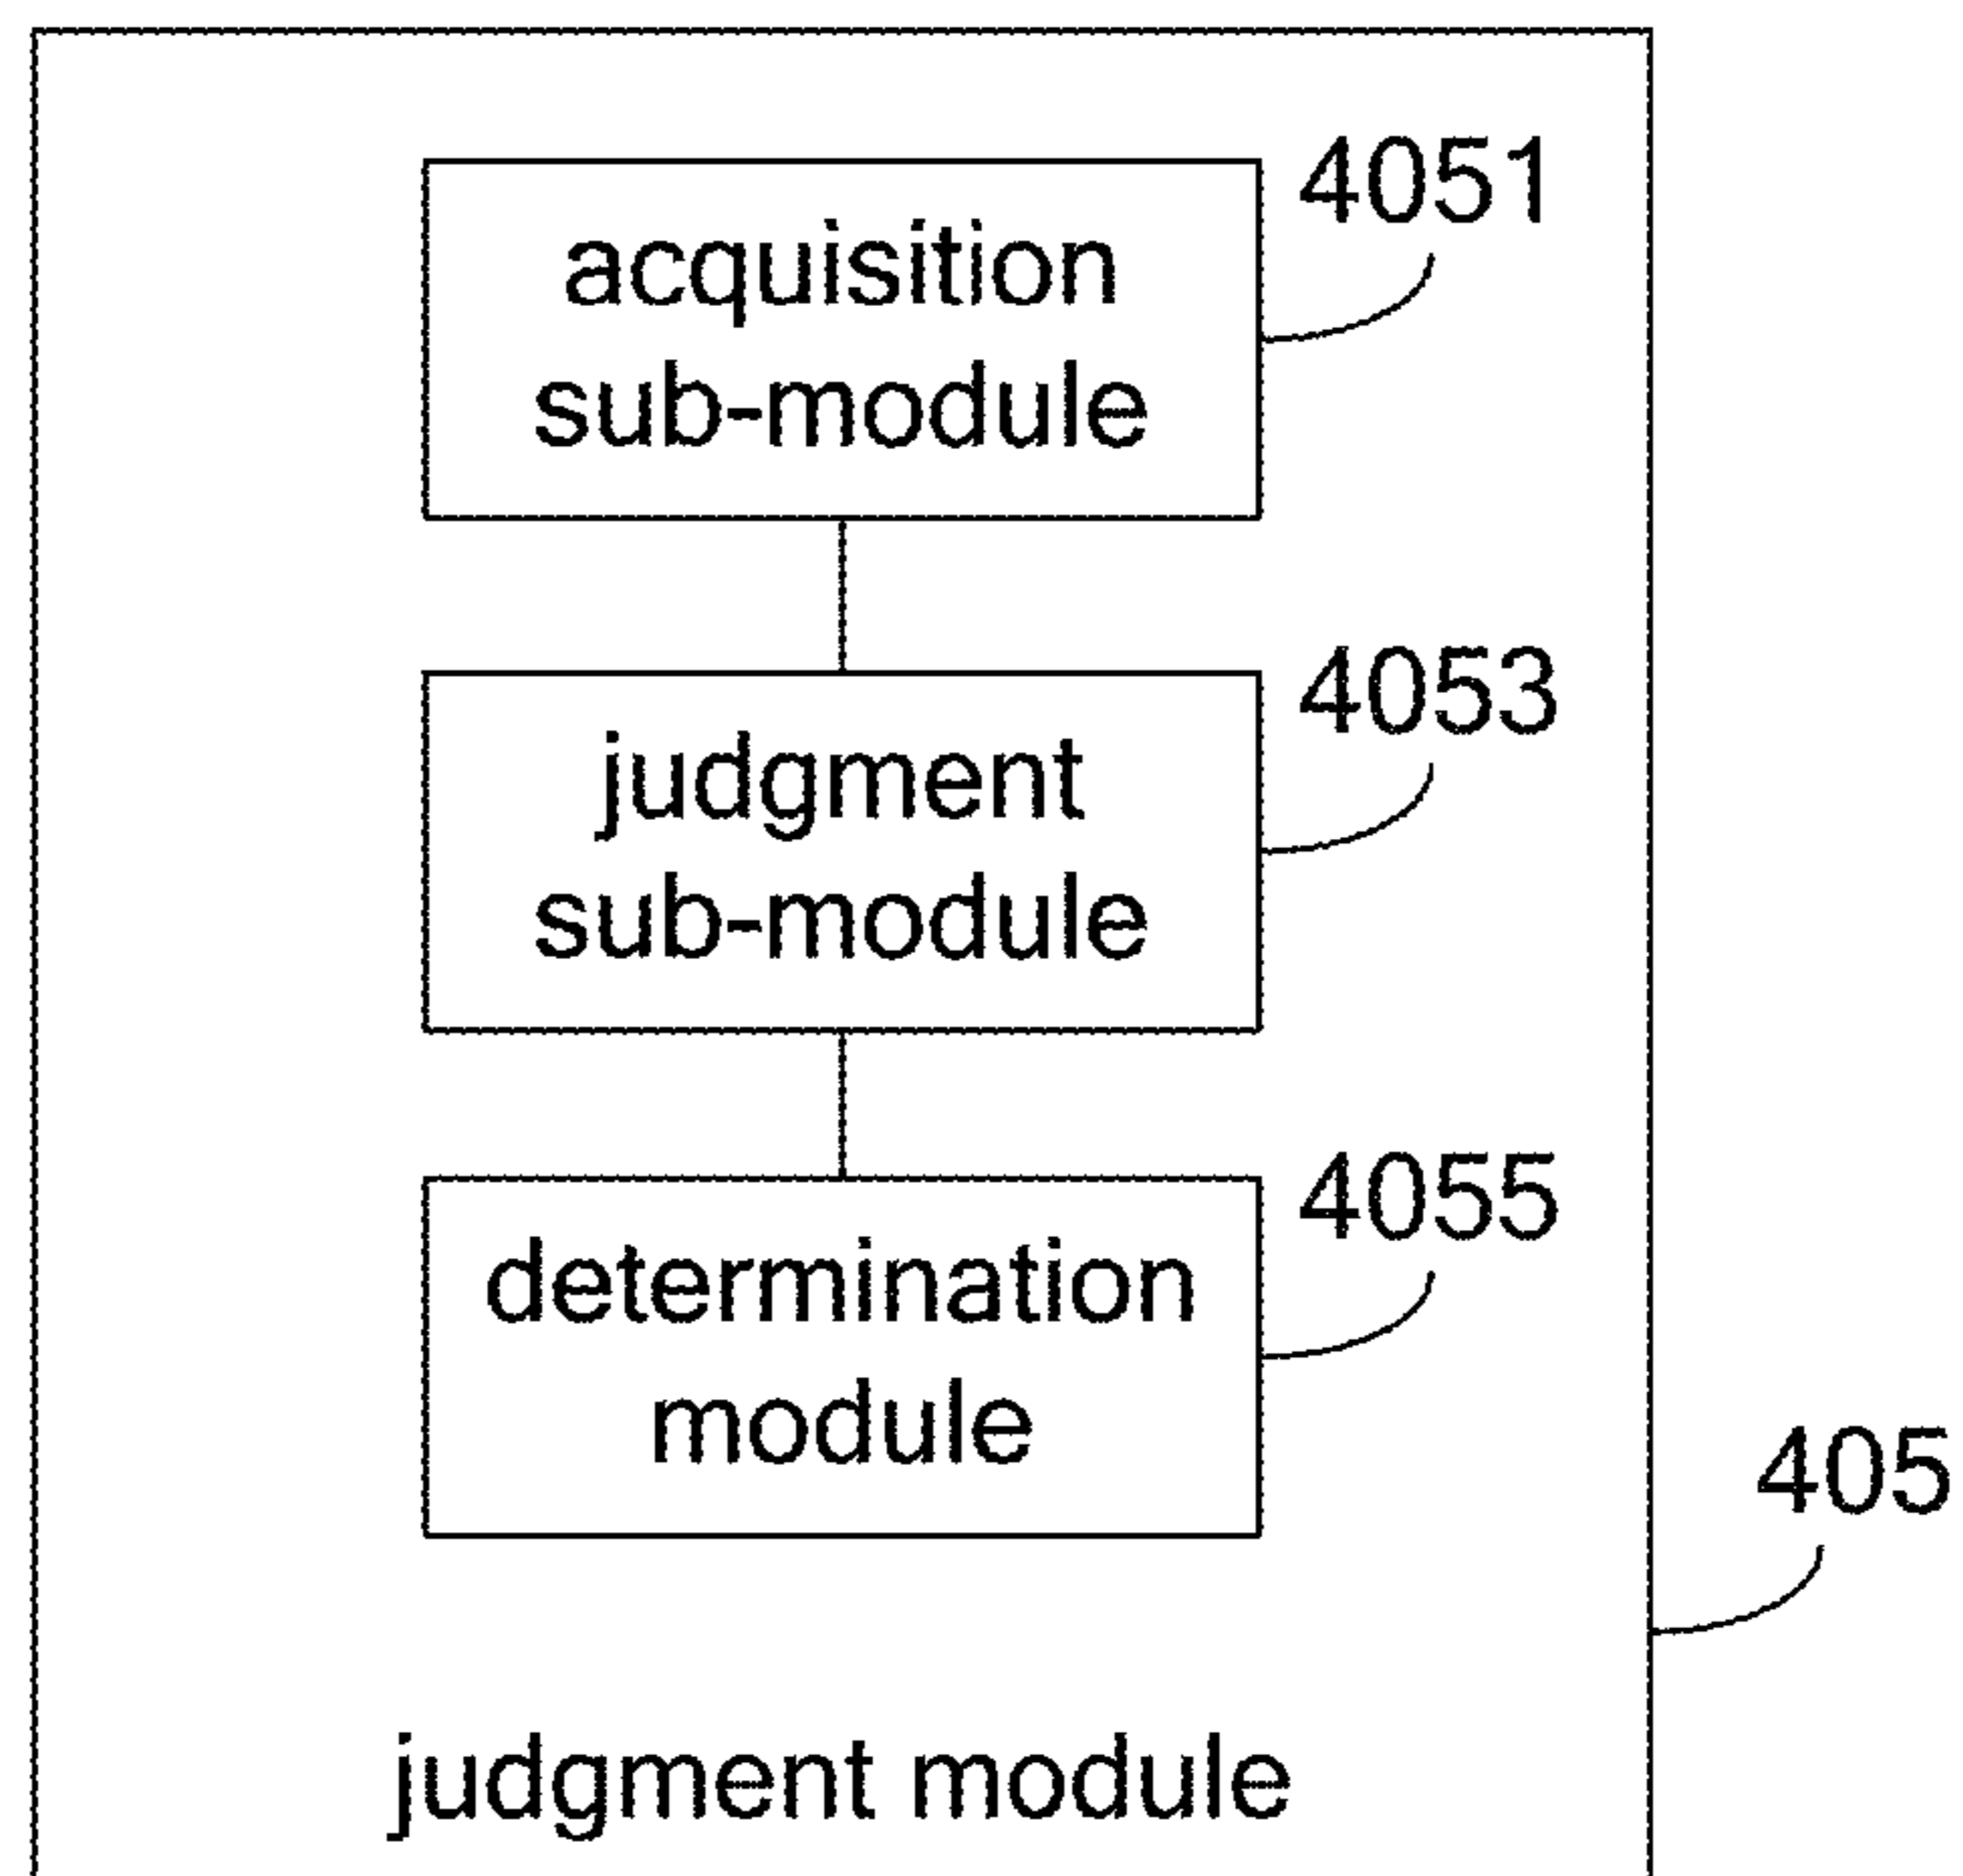 4051
acquisition
sub-module
4053
judgment
sub-module
4055
determination
module
405
judgment module